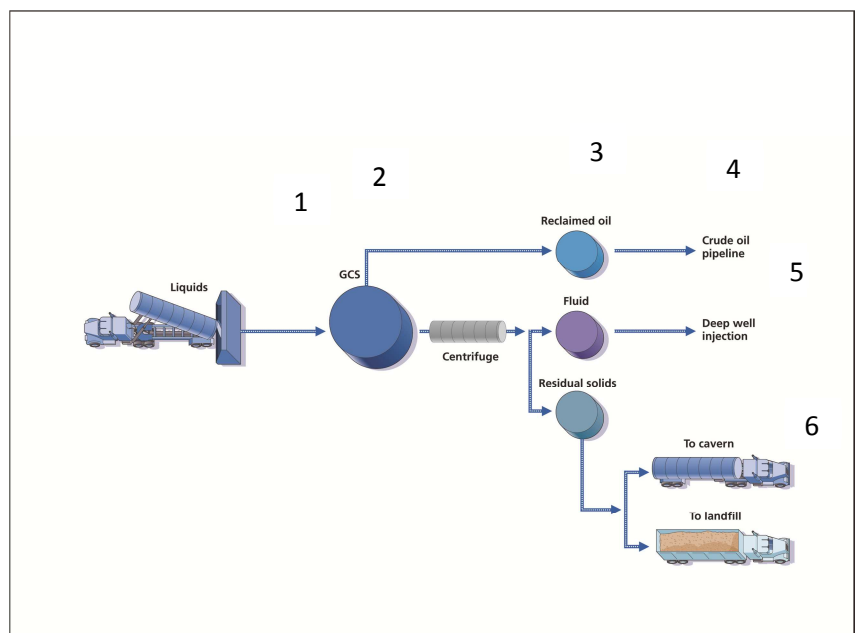 3
4
2
1
Reclaimed oil
Crude oil
pipeline
5
GCS
Liquids
Fluid
Deep well
injection
Centrifuge
Residual solids
6
To cavern
To landfill